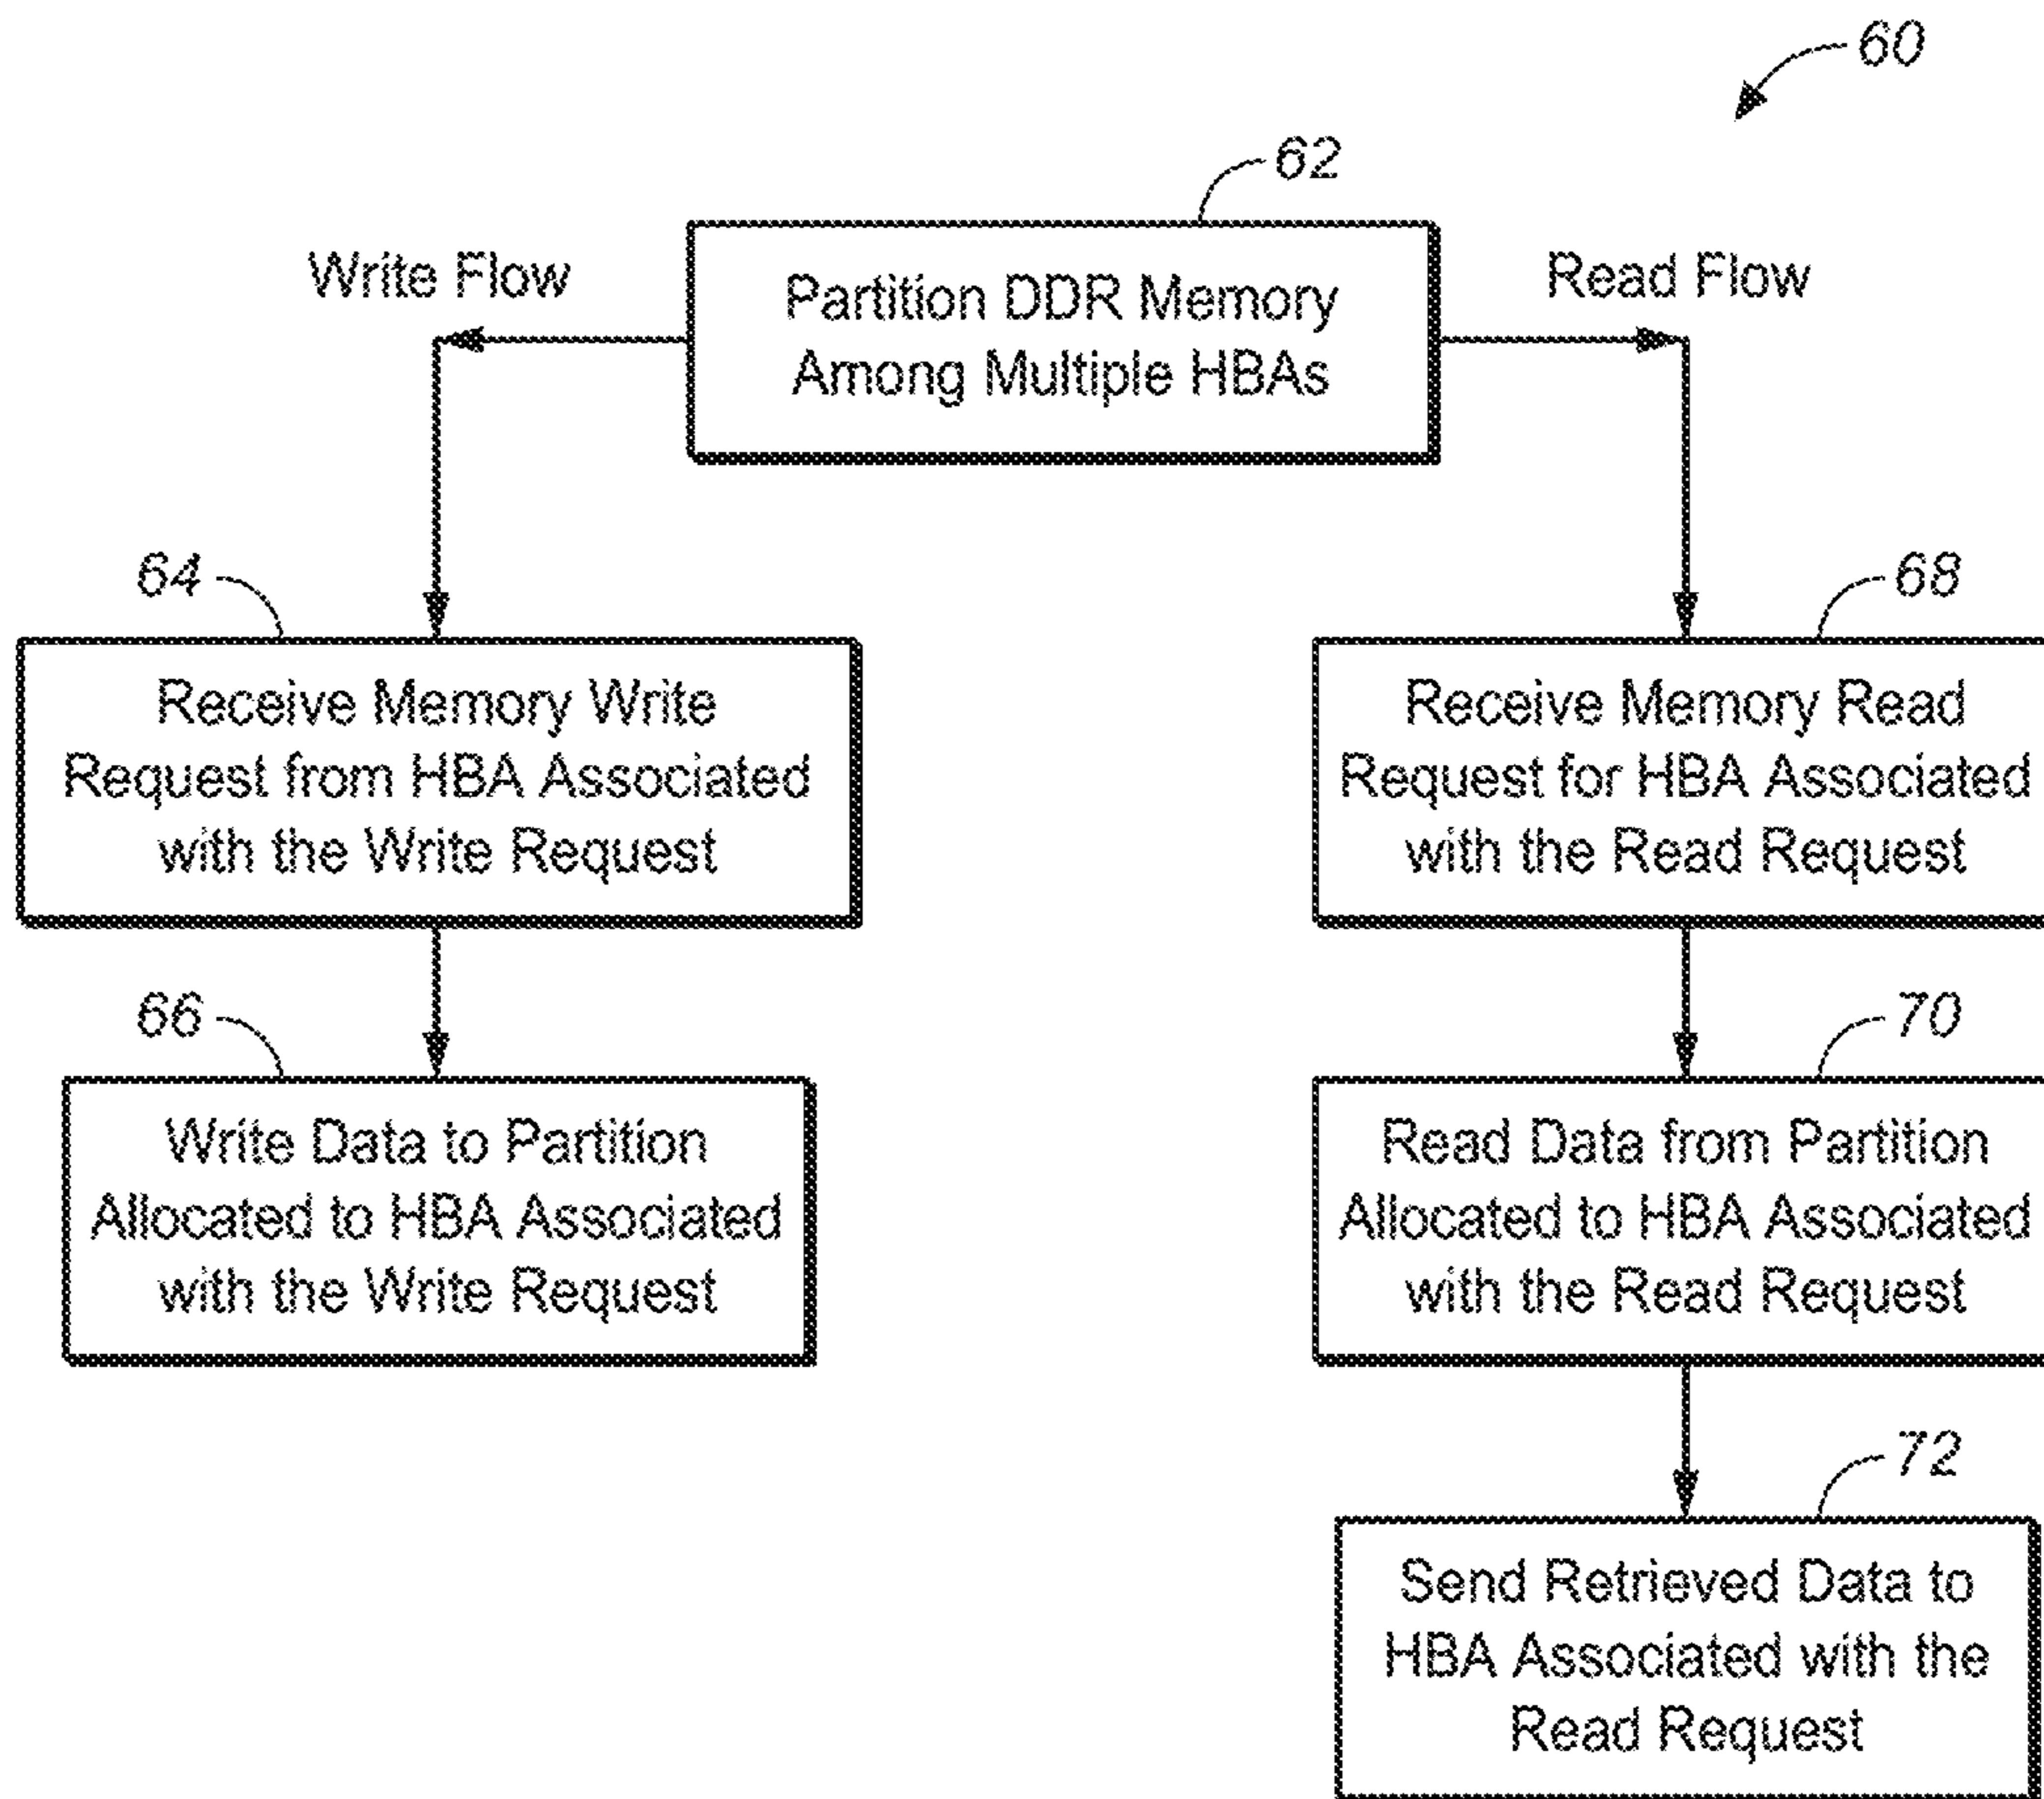 60
62
Write Flow
Partition DDR Memory
Among Multiple HBAs
Read Flow
64
Receive Memory Write
Request from HBA Associated
with the Write Request
68
Receive Memory Read
Request for HBA Associated
with the Read Request
66
Write Data to Partition
Allocated to HBA Associated
with the Write Request
70
Read Data from Partition
Allocated to HBA Associated
with the Read Request
72
Send Retrieved Data to
HBA Associated with the
Read Request